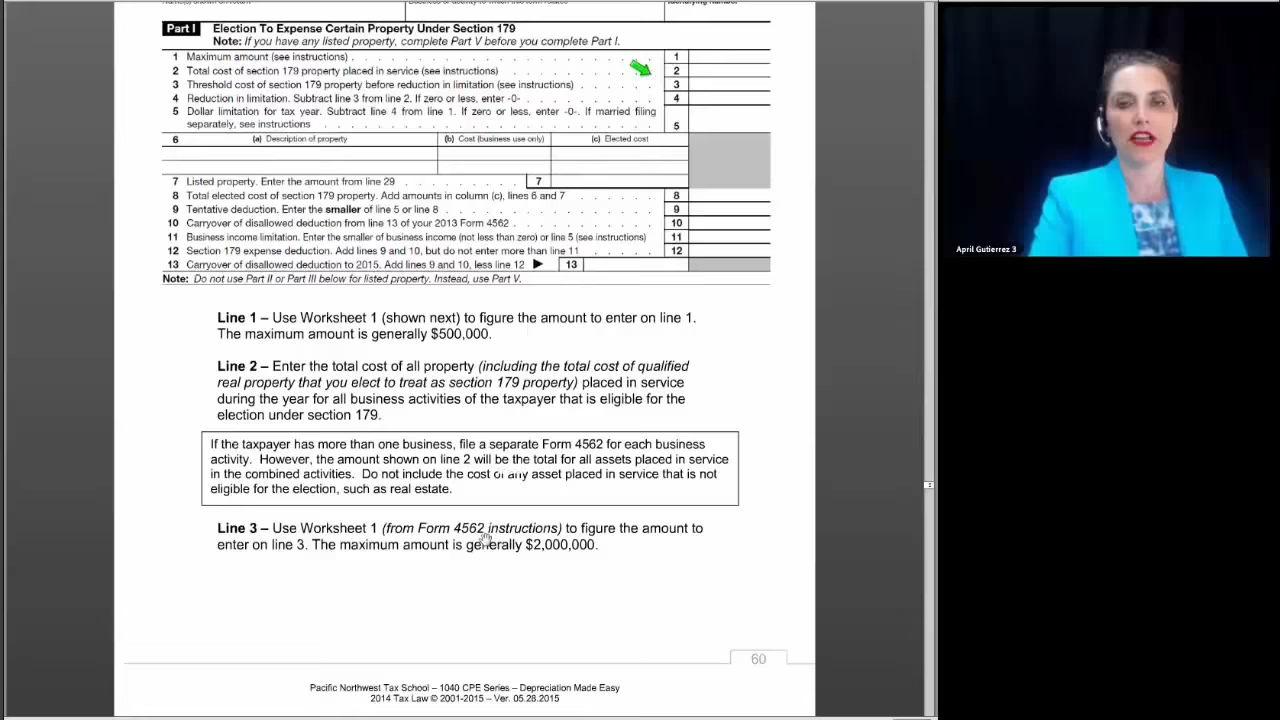 Part I Election To Expense Certain Property Under Section 179
Note: If you have any listed property, complete Part V before you complete Part I.
1 Maximum amount (see instructions) . . . . . . . . . . . . . . . . . . . . . . . 1
2 Total cost of section 179 property placed in service (see instructions) . . . . . . . . . . . 2
3 Threshold cost of section 179 property before reduction in limitation (see instructions) . . . . . . 3
4 Reduction in limitation. Subtract line 3 from line 2. If zero or less, enter -0- . . . . . . . . . . 4
5 Dollar limitation for tax year. Subtract line 4 from line 1. If zero or less, enter -0-. If married filing
separately, see instructions . . . . . . . . . . . . . . . . . . . . . . . . . 5
6 (a) Description of property (b) Cost (business use only) (c) Elected cost
7 Listed property. Enter the amount from line 29 . . . . . . . . . 7
8 Total elected cost of section 179 property. Add amounts in column (c), lines 6 and 7 . . . . . . 8
9 Tentative deduction. Enter the smaller of line 5 or line 8 . . . . . . . . . . . . . . . . 9
10 Carryover of disallowed deduction from line 13 of your 2013 Form 4562 . . . . . . . . . . . 10
11 Business income limitation. Enter the smaller of business income (not less than zero) or line 5 (see instructions) 11
12 Section 179 expense deduction. Add lines 9 and 10, but do not enter more than line 11 . . . . . 12
13 Carryover of disallowed deduction to 2015. Add lines 9 and 10, less line 12 ▶ 13
Note: Do not use Part II or Part III below for listed property. Instead, use Part V.
Line 1 – Use Worksheet 1 (shown next) to figure the amount to enter on line 1.
The maximum amount is generally $500,000.
Line 2 – Enter the total cost of all property (including the total cost of qualified
real property that you elect to treat as section 179 property) placed in service
during the year for all business activities of the taxpayer that is eligible for the
election under section 179.
If the taxpayer has more than one business, file a separate Form 4562 for each business
activity. However, the amount shown on line 2 will be the total for all assets placed in service
in the combined activities. Do not include the cost of any asset placed in service that is not
eligible for the election, such as real estate.
Line 3 – Use Worksheet 1 (from Form 4562 instructions) to figure the amount to
enter on line 3. The maximum amount is generally $2,000,000.
60
Pacific Northwest Tax School – 1040 CPE Series – Depreciation Made Easy
2014 Tax Law © 2001-2015 – Ver. 05.28.2015
April Gutierrez 3